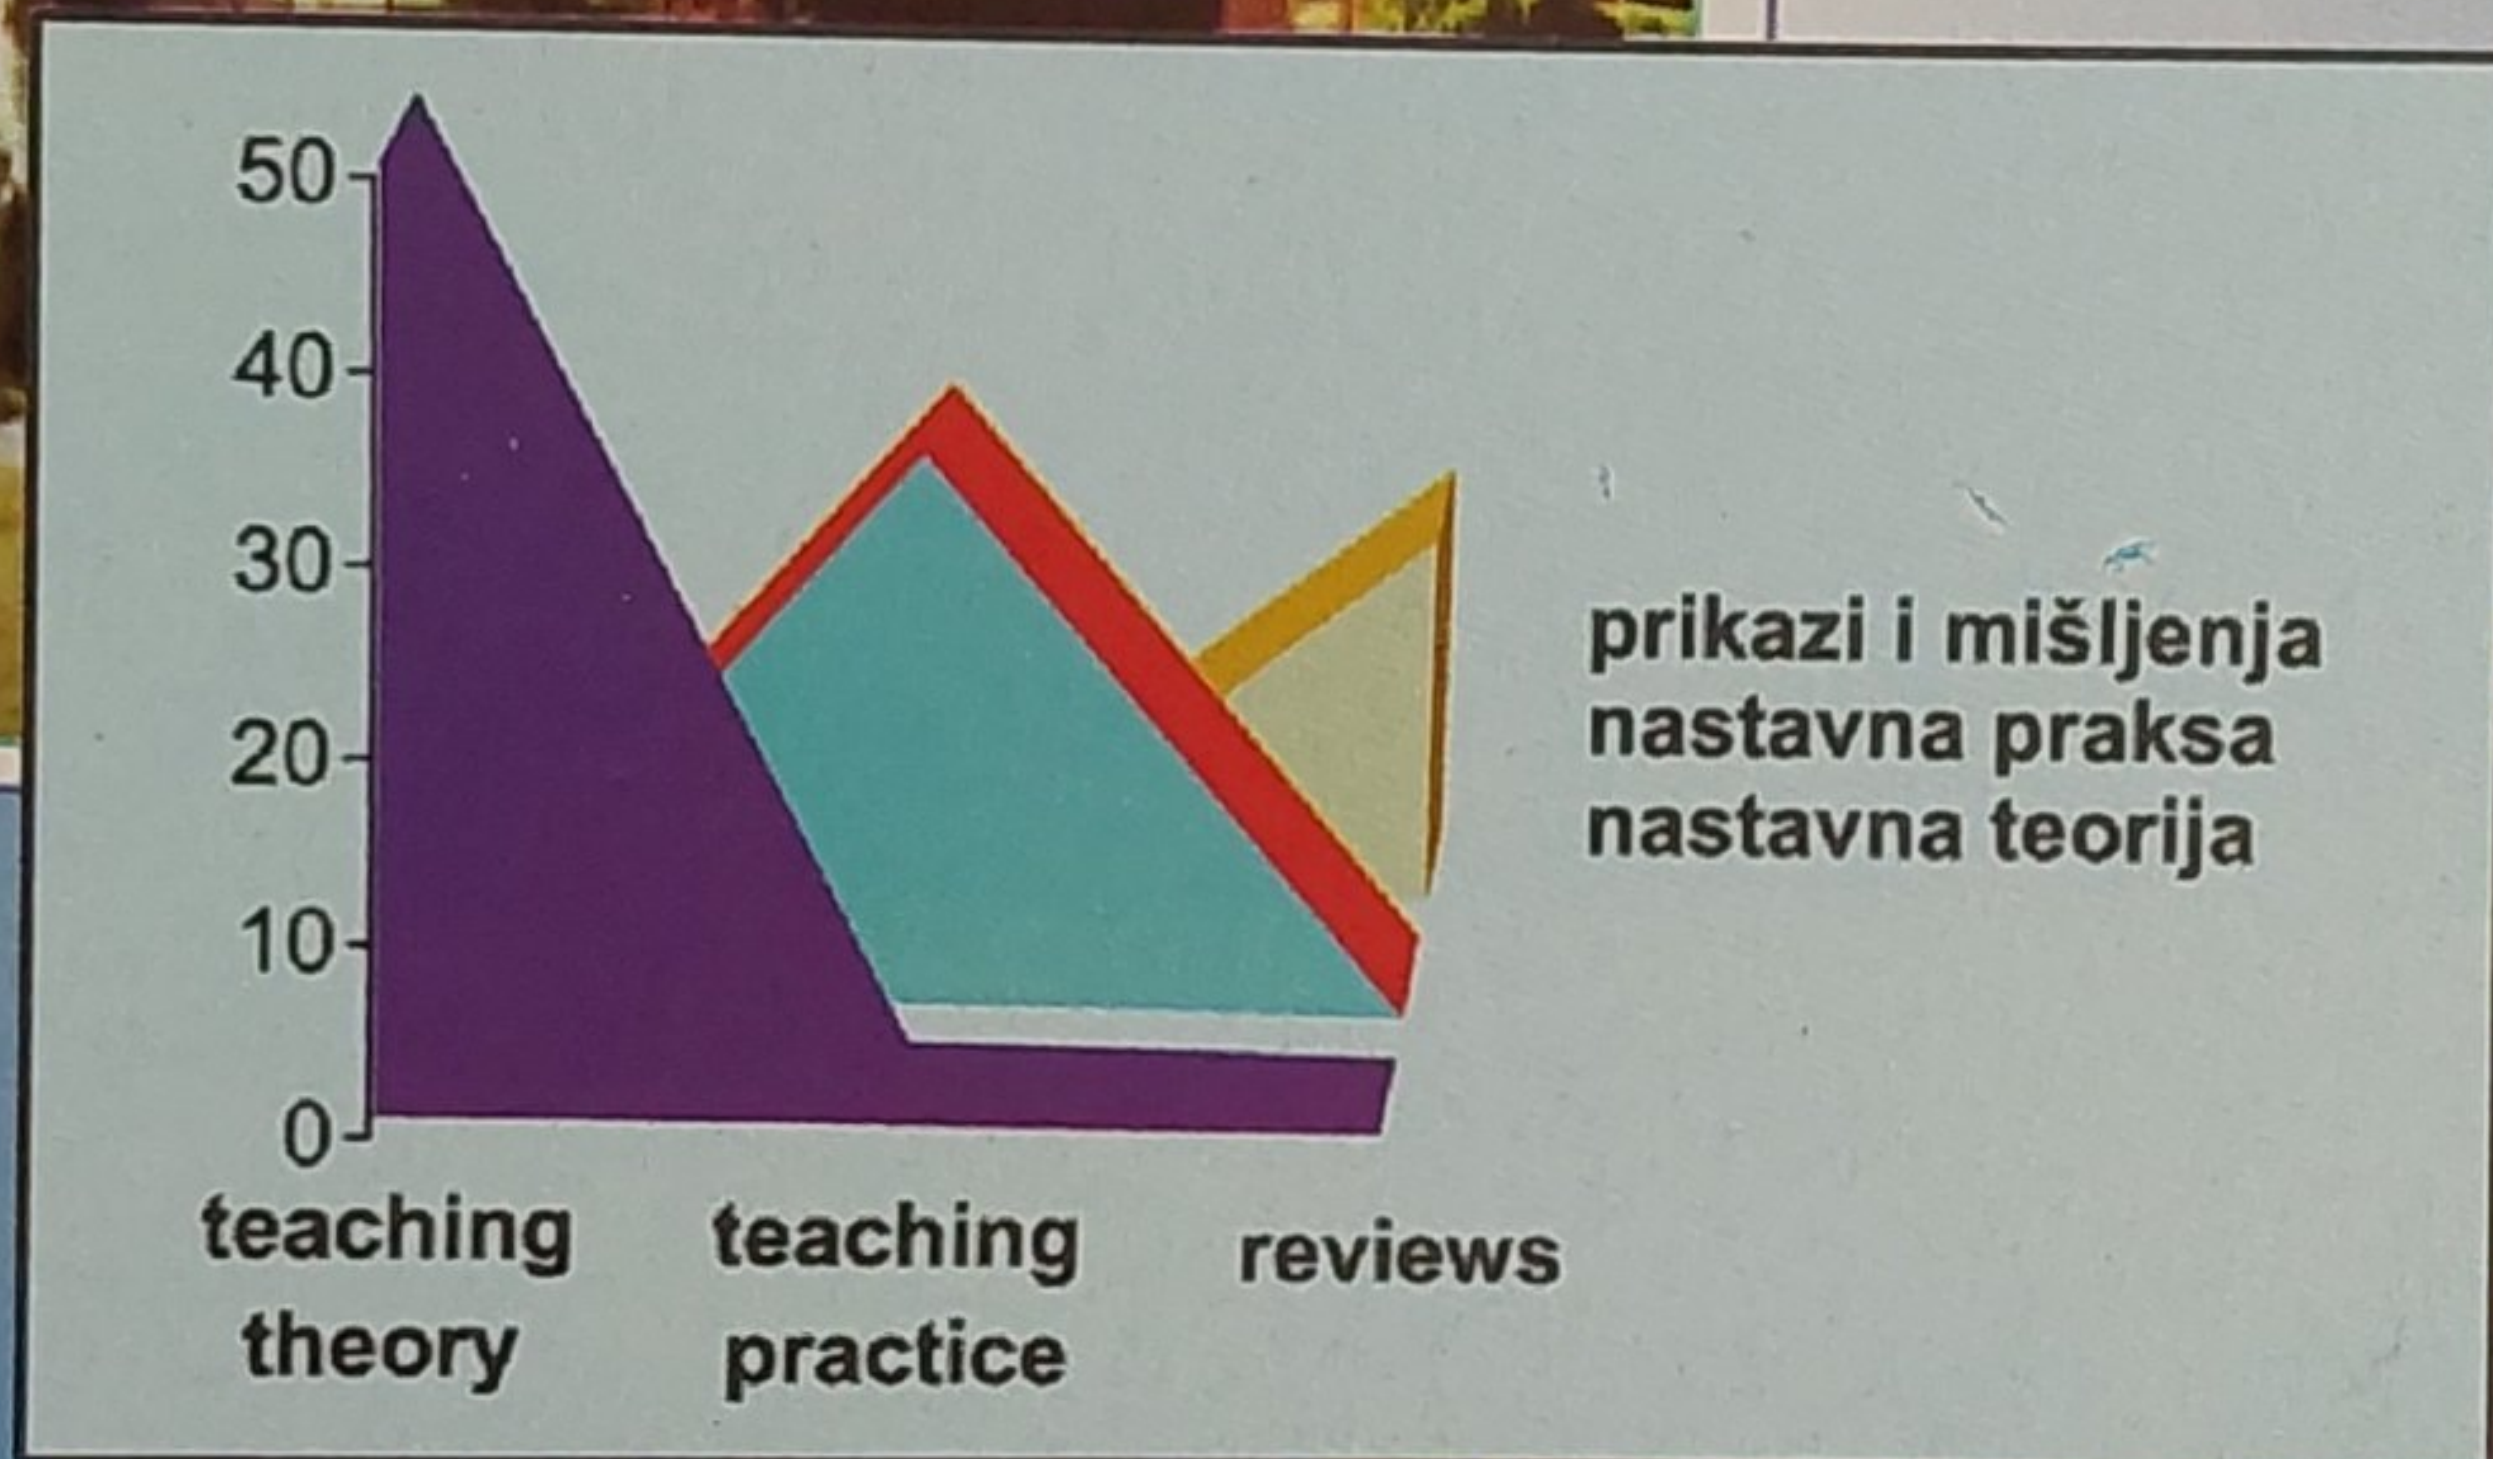 50
40
30
20
10
0
teaching theory
teaching practice
reviews
prikazi i mišljenja
nastavna praksa
nastavna teorija